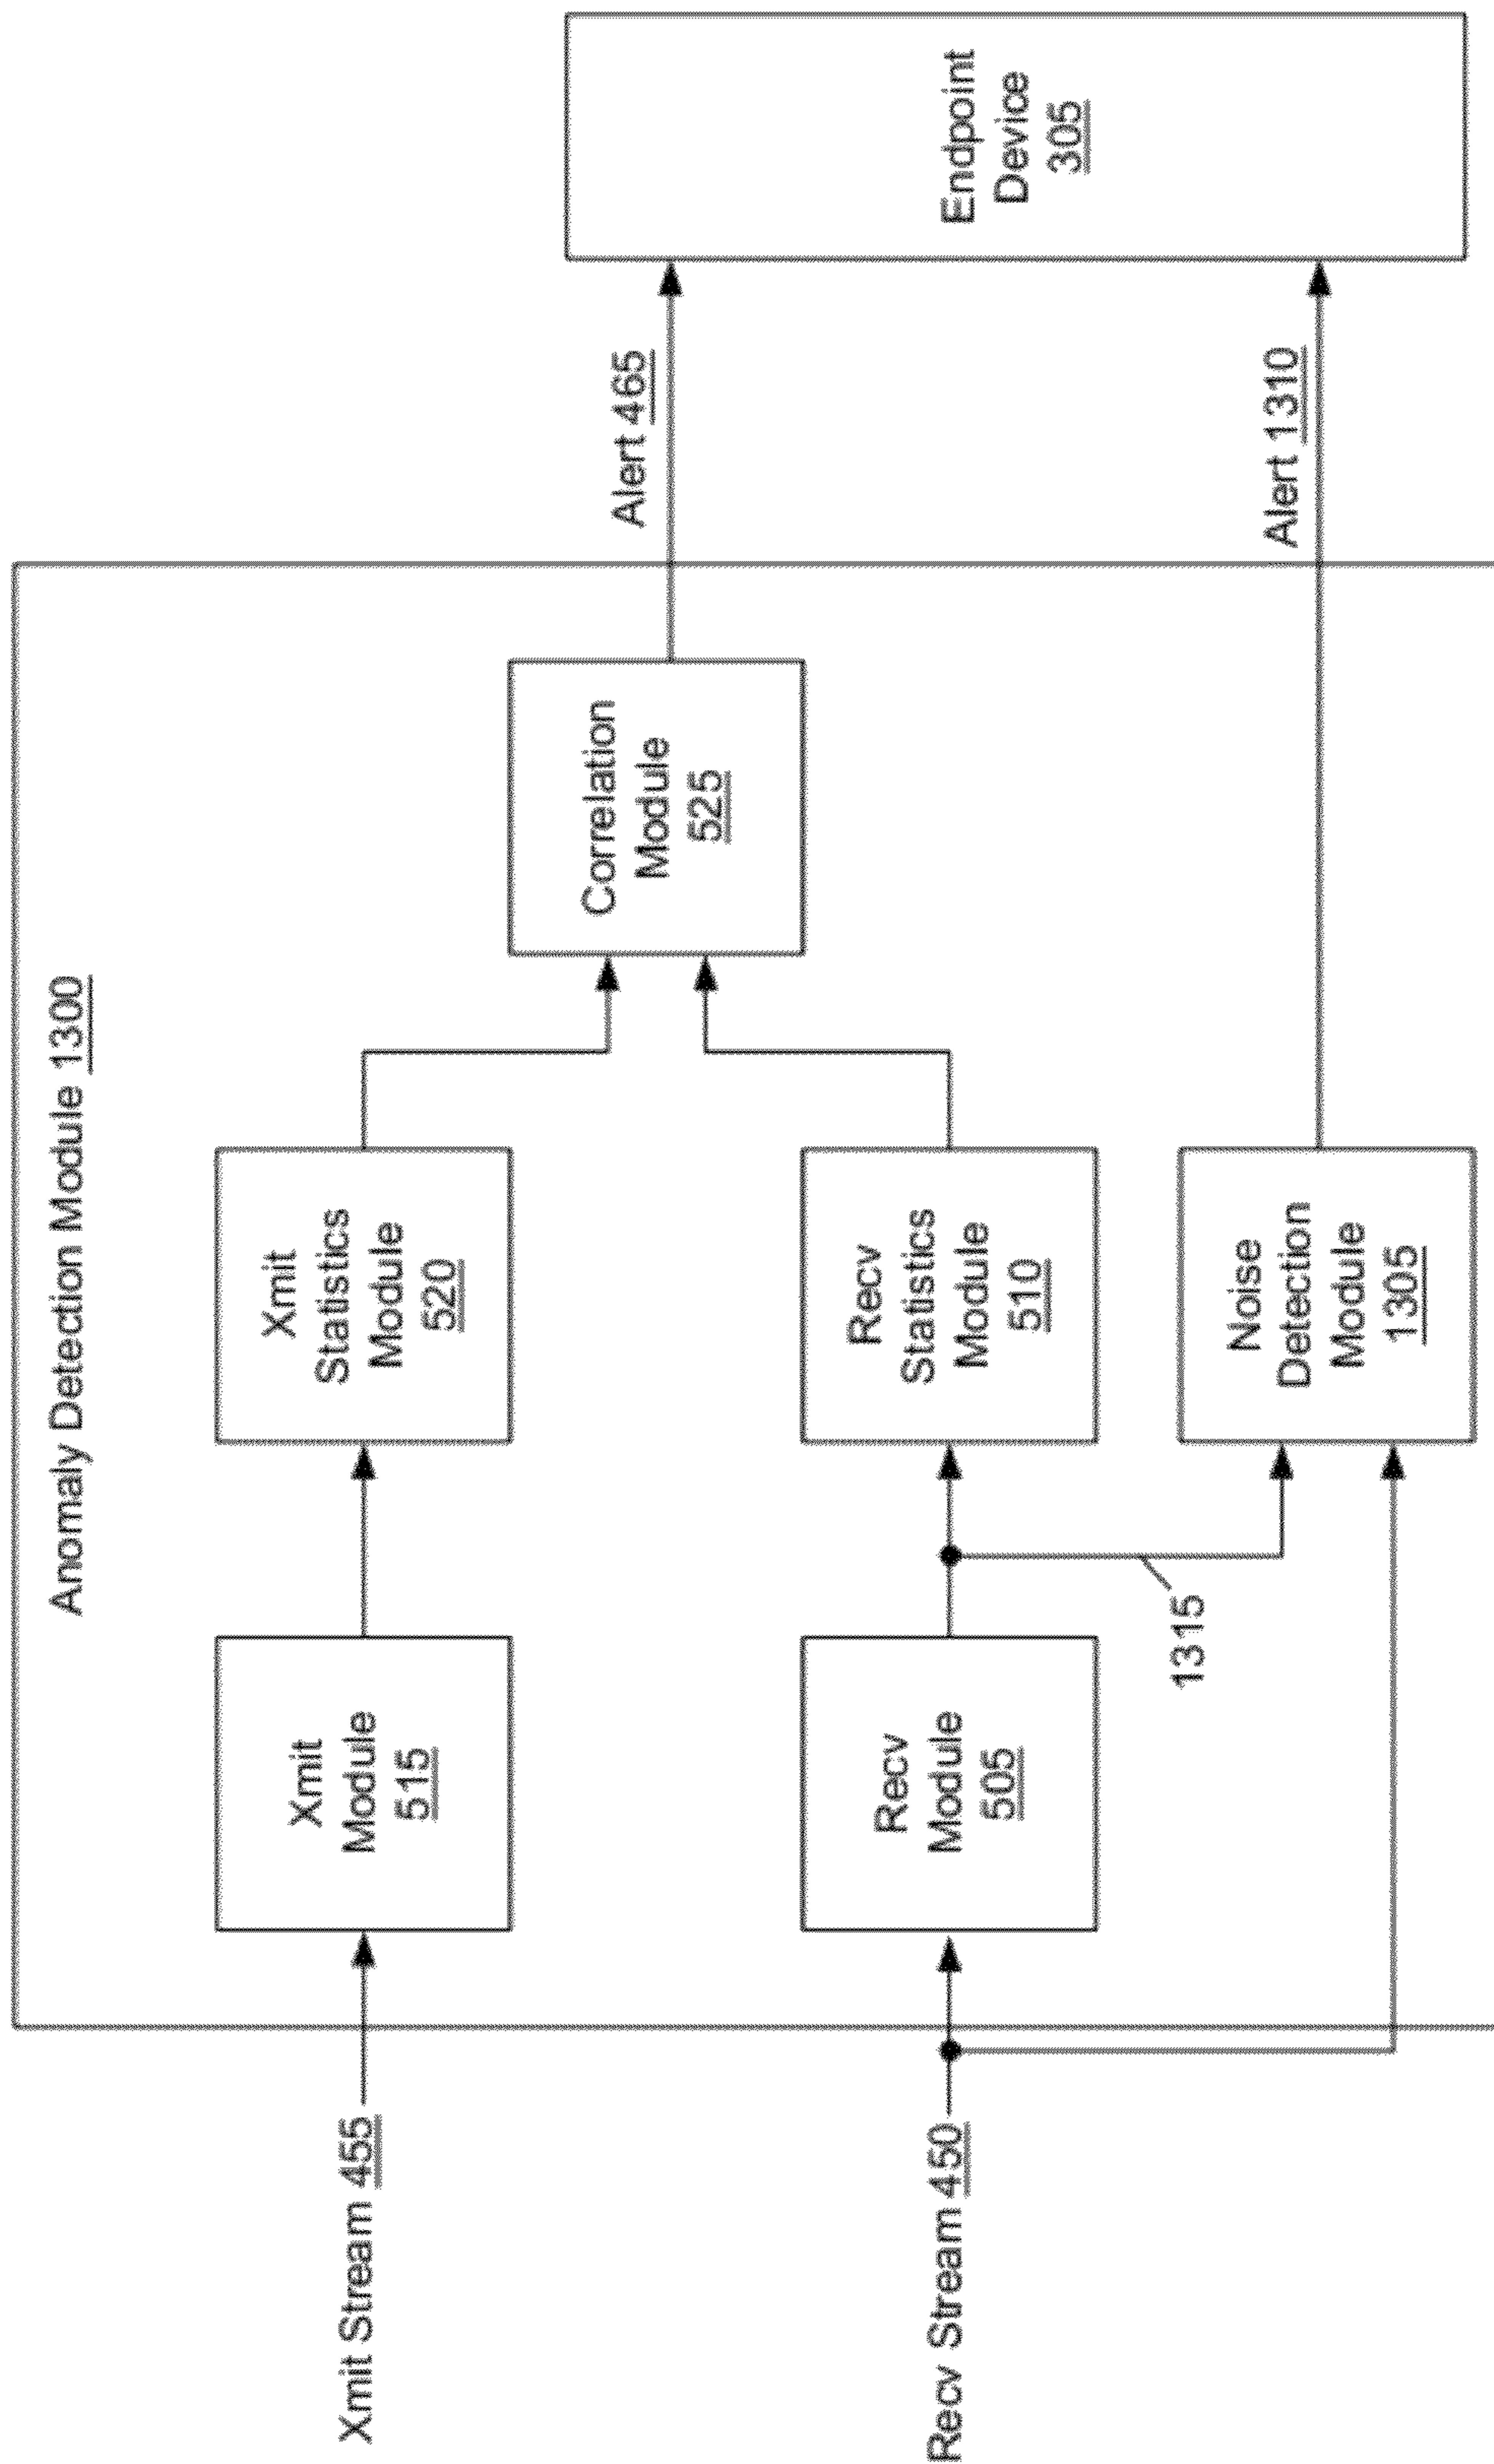 Anomaly Detection Module 1300
Xmit Stream 455
Xmit
Module
515
Xmit
Statistics
Module
520
Correlation
Module
525
Alert 465
Endpoint
Device
305
Recv Stream 450
Recv
Module
505
1315
Recv
Statistics
Module
510
Noise
Detection
Module
1305
Alert 1310